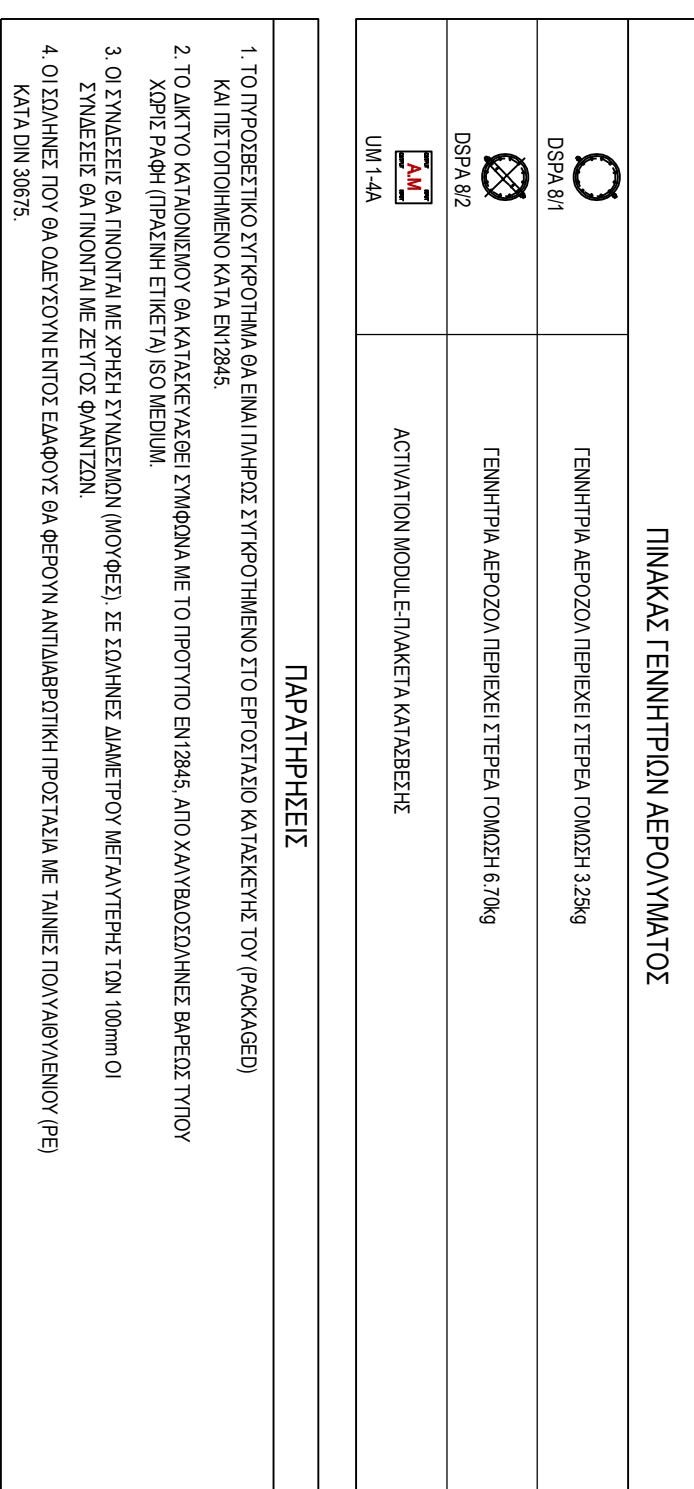 ΠΙΝΑΚΑΣ ΓΕΝΝΗΤΡΙΩΝ ΑΕΡΟΛΥΜΑΤΟΣ
DSPA 8/1
ΓΕΝΝΗΤΡΙΑ ΑΕΡΟΖΟΛ ΠΕΡΙΕΧΕΙ ΣΤΕΡΕΑ ΓΟΜΩΣΗ 3.25kg
DSPA 8/2
ΓΕΝΝΗΤΡΙΑ ΑΕΡΟΖΟΛ ΠΕΡΙΕΧΕΙ ΣΤΕΡΕΑ ΓΟΜΩΣΗ 6.70kg
A.M
UM 1-4A
ACTIVATION MODULE-ΠΛΑΚΕΤΑ ΚΑΤΑΣΒΕΣΗΣ
ΠΑΡΑΤΗΡΗΣΕΙΣ
1. ΤΟ ΠΥΡΟΣΒΕΣΤΙΚΟ ΣΥΓΚΡΟΤΗΜΑ ΘΑ ΕΙΝΑΙ ΠΛΗΡΩΣ ΣΥΓΚΡΟΤΗΜΕΝΟ ΣΤΟ ΕΡΓΟΣΤΑΣΙΟ ΚΑΤΑΣΚΕΥΗΣ ΤΟΥ (PACKAGED)
ΚΑΙ ΠΙΣΤΟΠΟΙΗΜΕΝΟ ΚΑΤΑ EN12845.
2. ΤΟ ΔΙΚΤΥΟ ΚΑΤΑΙΟΝΙΣΜΟΥ ΘΑ ΚΑΤΑΣΚΕΥΑΣΘΕΙ ΣΥΜΦΩΝΑ ΜΕ ΤΟ ΠΡΟΤΥΠΟ EN12845, ΑΠΟ ΧΑΛΥΒΔΟΣΩΛΗΝΕΣ ΒΑΡΕΩΣ ΤΥΠΟΥ
ΧΩΡΙΣ ΡΑΦΗ (ΠΡΑΣΙΝΗ ΕΤΙΚΕΤΑ) ISO MEDIUM.
3. ΟΙ ΣΥΝΔΕΣΕΙΣ ΘΑ ΓΙΝΟΝΤΑΙ ΜΕ ΧΡΗΣΗ ΣΥΝΔΕΣΜΩΝ (ΜΟΥΦΕΣ). ΣΕ ΣΩΛΗΝΕΣ ΔΙΑΜΕΤΡΟΥ ΜΕΓΑΛΥΤΕΡΗΣ ΤΩΝ 100mm ΟΙ
ΣΥΝΔΕΣΕΙΣ ΘΑ ΓΙΝΟΝΤΑΙ ΜΕ ΖΕΥΓΟΣ ΦΛΑΝΤΖΩΝ.
4. ΟΙ ΣΩΛΗΝΕΣ ΠΟΥ ΘΑ ΟΔΕΥΣΟΥΝ ΕΝΤΟΣ ΕΔΑΦΟΥΣ ΘΑ ΦΕΡΟΥΝ ΑΝΤΙΔΙΑΒΡΩΤΙΚΗ ΠΡΟΣΤΑΣΙΑ ΜΕ ΤΑΙΝΙΕΣ ΠΟΛΥΑΙΘΥΛΕΝΙΟΥ (PE)
ΚΑΤΑ DIN 30675.